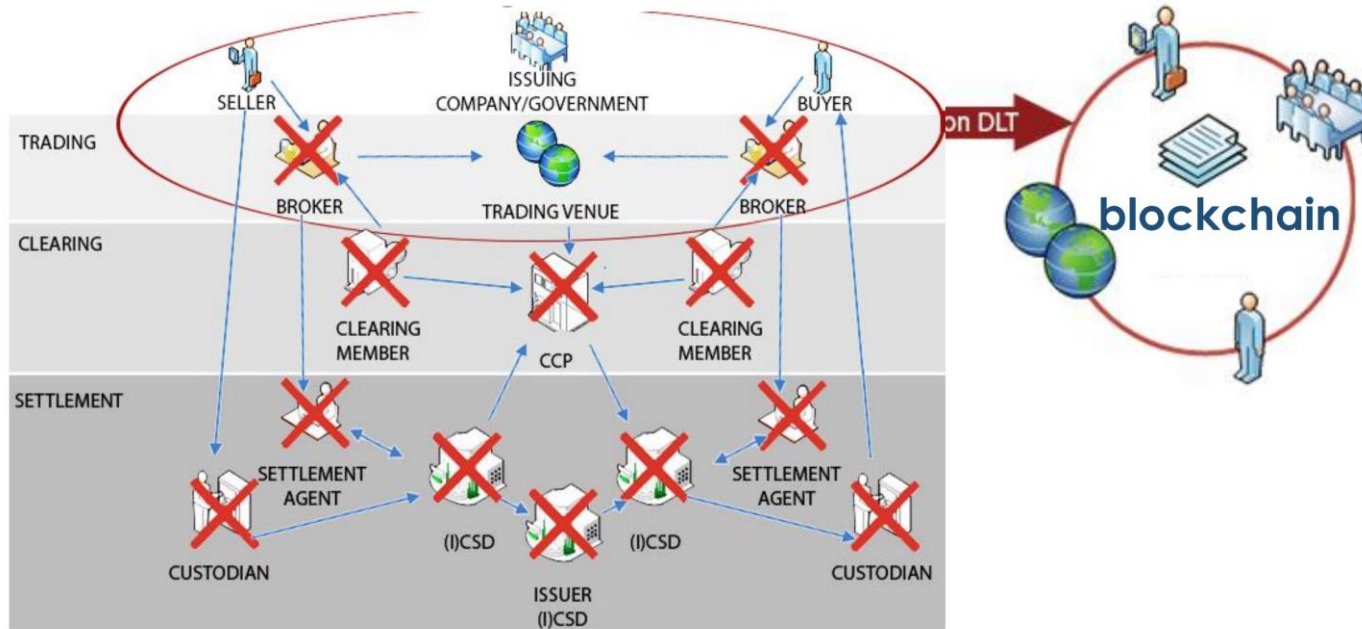 ISSUING
COMPANY/GOVERNMENT
SELLER
BUYER
TRADING
on DLT
BROKER
TRADING VENUE
BROKER
blockchain
CLEARING
CLEARING
MEMBER
CCP
CLEARING
MEMBER
SETTLEMENT
SETTLEMENT
AGENT
SETTLEMENT
AGENT
(I)CSD
(I)CSD
CUSTODIAN
CUSTODIAN
ISSUER
(I)CSD